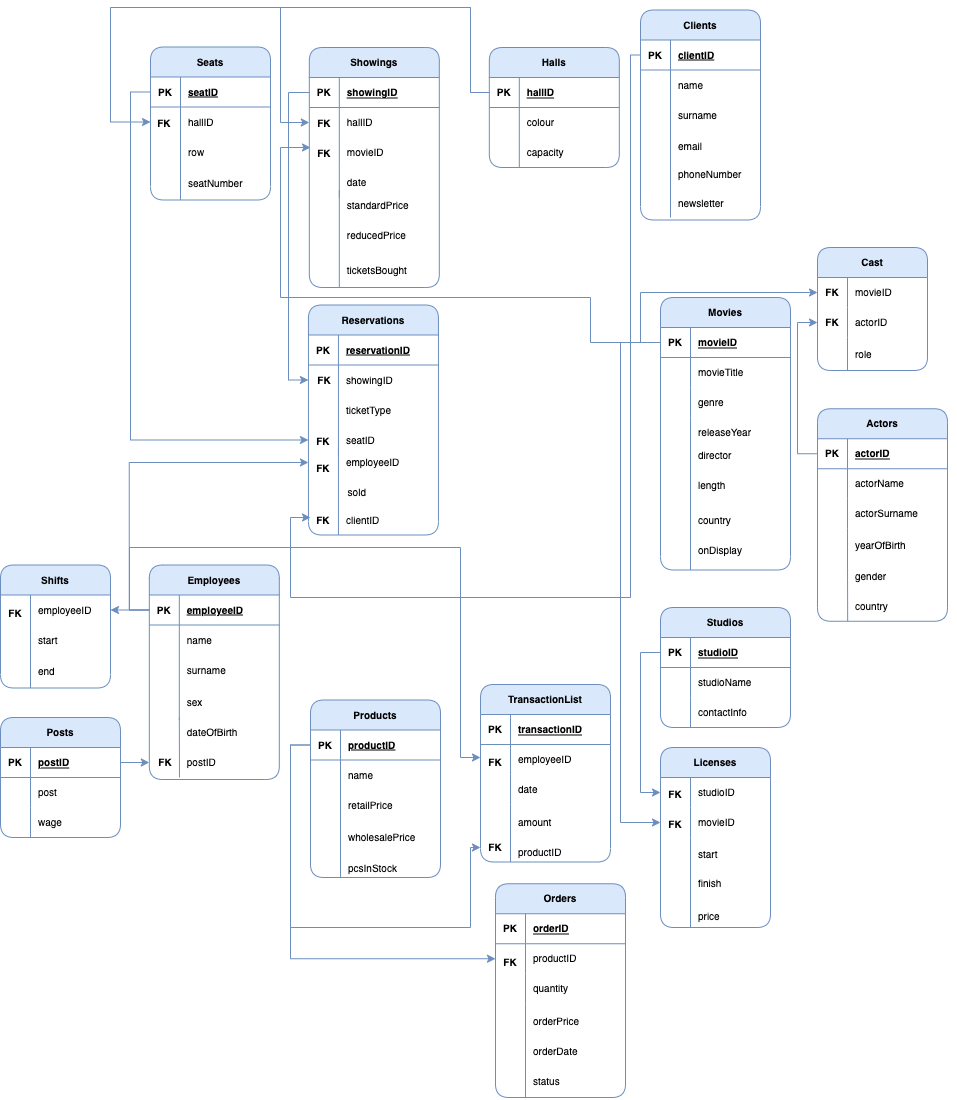 Clients
PK clientID
name
surname
email
phoneNumber
newsletter
Seats
PK seatID
FK hallID
row
seatNumber
Showings
PK showingID
FK hallID
FK movieID
date
standardPrice
reducedPrice
ticketsBought
Halls
PK hallID
colour
capacity
Cast
FK movieID
FK actorID
role
Reservations
PK reservationID
FK showingID
ticketType
FK seatID
FK employeeID
sold
FK clientID
Movies
PK movieID
movieTitle
genre
releaseYear
director
length
country
onDisplay
Actors
PK actorID
actorName
actorSurname
yearOfBirth
gender
country
Shifts
FK employeeID
start
end
Employees
PK employeeID
name
surname
sex
dateOfBirth
FK postID
Posts
PK postID
post
wage
Products
PK productID
name
retailPrice
wholesalePrice
pcsInStock
TransactionList
PK transactionID
FK employeeID
date
amount
FK productID
Studios
PK studioID
studioName
contactInfo
Licenses
FK studioID
FK movieID
start
finish
price
Orders
PK orderID
FK productID
quantity
orderPrice
orderDate
status